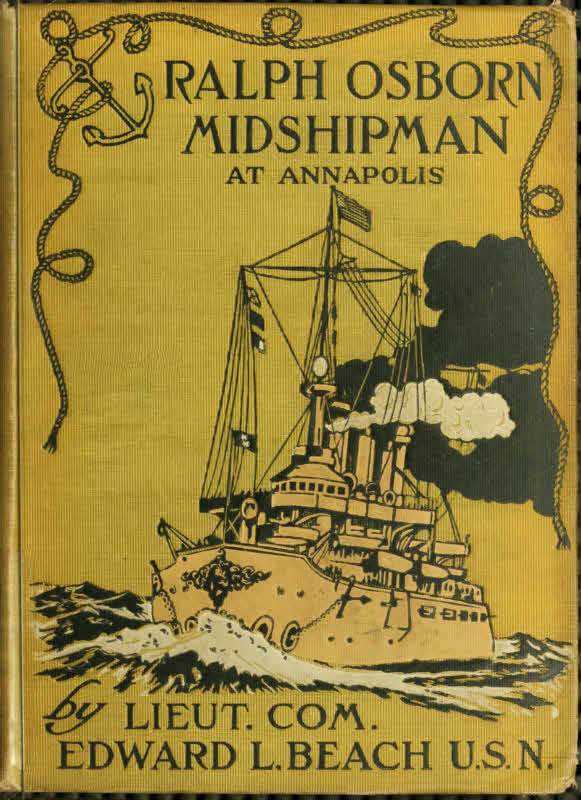 RALPH OSBORN
MIDSHIPMAN
AT ANNAPOLIS
by LIEUT. COM.
EDWARD L. BEACH U.S.N.